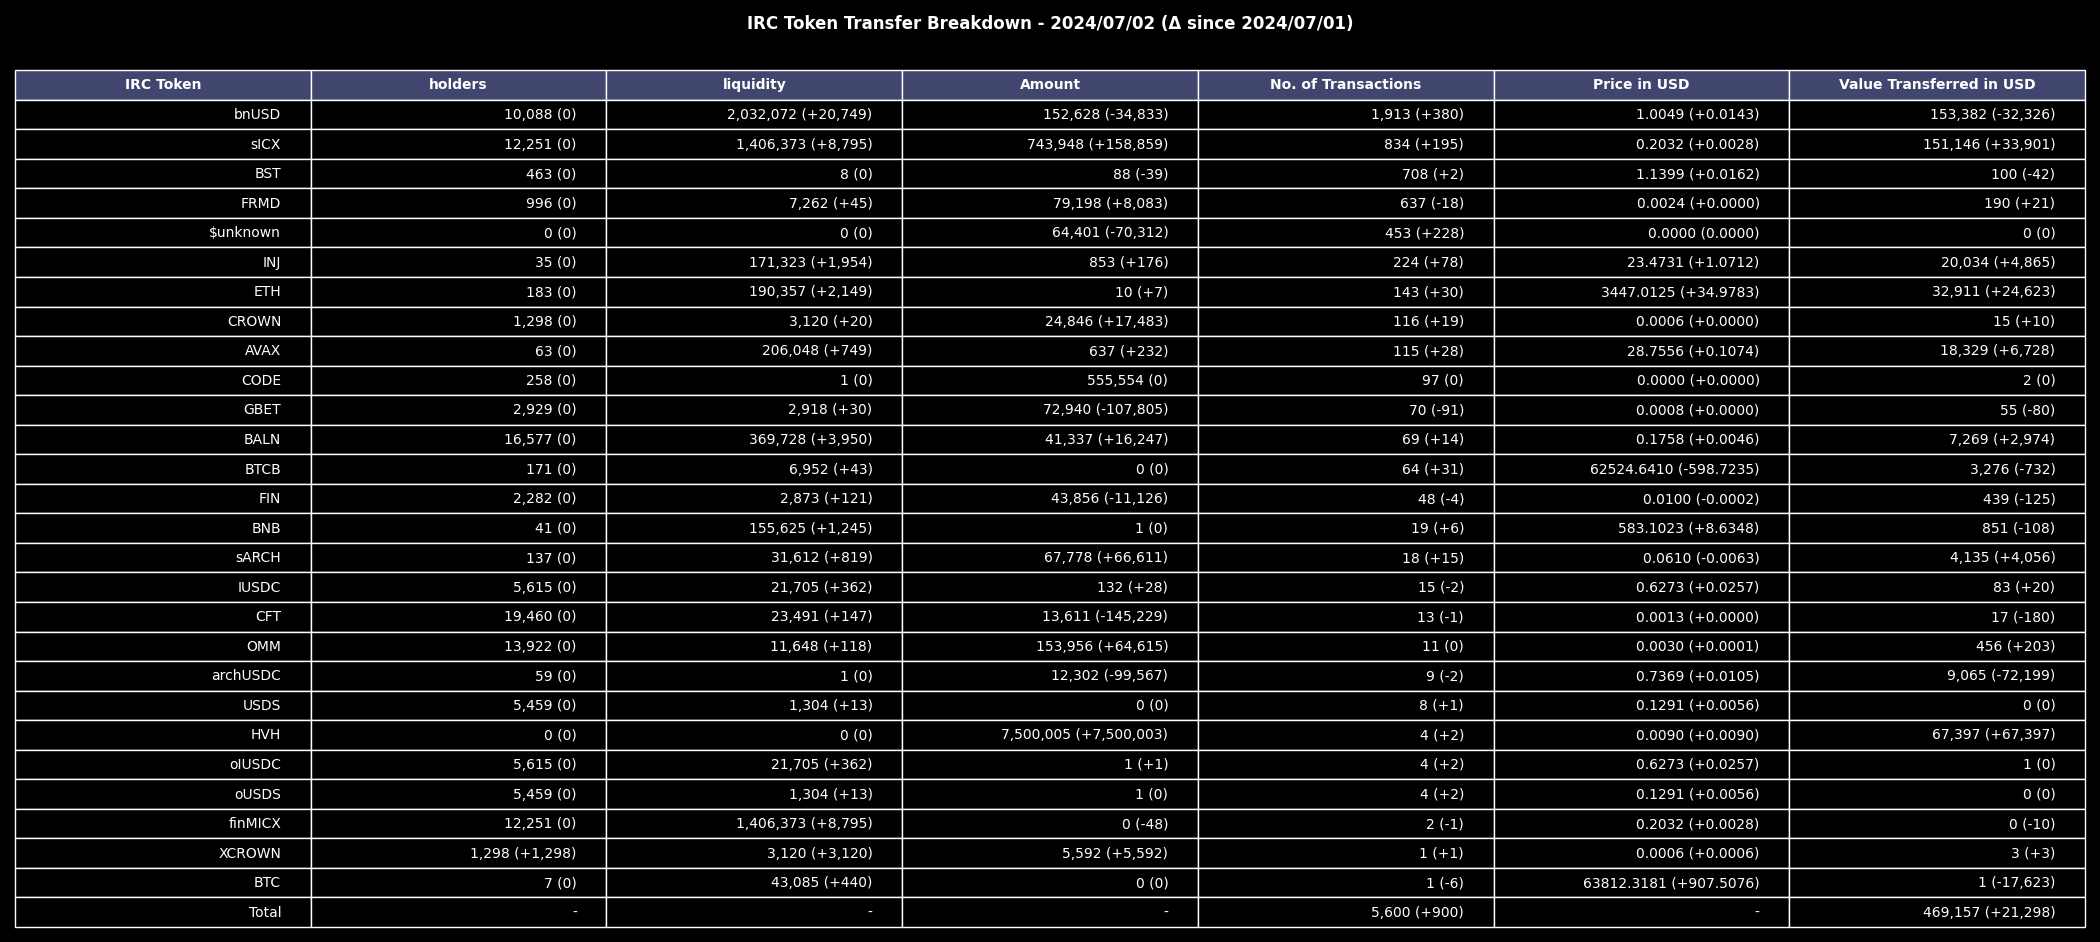 IRC Token Transfer Breakdown - 2024/07/02 (Δ since 2024/07/01)
IRC Token holders liquidity Amount No. of Transactions Price in USD Value Transferred in USD
bnUSD 10,088 (0) 2,032,072 (+20,749) 152,628 (-34,833) 1,913 (+380) 1.0049 (+0.0143) 153,382 (-32,326)
sICX 12,251 (0) 1,406,373 (+8,795) 743,948 (+158,859) 834 (+195) 0.2032 (+0.0028) 151,146 (+33,901)
BST 463 (0) 8 (0) 88 (-39) 708 (+2) 1.1399 (+0.0162) 100 (-42)
FRMD 996 (0) 7,262 (+45) 79,198 (+8,083) 637 (-18) 0.0024 (+0.0000) 190 (+21)
$unknown 0 (0) 0 (0) 64,401 (-70,312) 453 (+228) 0.0000 (0.0000) 0 (0)
INJ 35 (0) 171,323 (+1,954) 853 (+176) 224 (+78) 23.4731 (+1.0712) 20,034 (+4,865)
ETH 183 (0) 190,357 (+2,149) 10 (+7) 143 (+30) 3447.0125 (+34.9783) 32,911 (+24,623)
CROWN 1,298 (0) 3,120 (+20) 24,846 (+17,483) 116 (+19) 0.0006 (+0.0000) 15 (+10)
AVAX 63 (0) 206,048 (+749) 637 (+232) 115 (+28) 28.7556 (+0.1074) 18,329 (+6,728)
CODE 258 (0) 1 (0) 555,554 (0) 97 (0) 0.0000 (+0.0000) 2 (0)
GBET 2,929 (0) 2,918 (+30) 72,940 (-107,805) 70 (-91) 0.0008 (+0.0000) 55 (-80)
BALN 16,577 (0) 369,728 (+3,950) 41,337 (+16,247) 69 (+14) 0.1758 (+0.0046) 7,269 (+2,974)
BTCB 171 (0) 6,952 (+43) 0 (0) 64 (+31) 62524.6410 (-598.7235) 3,276 (-732)
FIN 2,282 (0) 2,873 (+121) 43,856 (-11,126) 48 (-4) 0.0100 (-0.0002) 439 (-125)
BNB 41 (0) 155,625 (+1,245) 1 (0) 19 (+6) 583.1023 (+8.6348) 851 (-108)
sARCH 137 (0) 31,612 (+819) 67,778 (+66,611) 18 (+15) 0.0610 (-0.0063) 4,135 (+4,056)
IUSDC 5,615 (0) 21,705 (+362) 132 (+28) 15 (-2) 0.6273 (+0.0257) 83 (+20)
CFT 19,460 (0) 23,491 (+147) 13,611 (-145,229) 13 (-1) 0.0013 (+0.0000) 17 (-180)
OMM 13,922 (0) 11,648 (+118) 153,956 (+64,615) 11 (0) 0.0030 (+0.0001) 456 (+203)
archUSDC 59 (0) 1 (0) 12,302 (-99,567) 9 (-2) 0.7369 (+0.0105) 9,065 (-72,199)
USDS 5,459 (0) 1,304 (+13) 0 (0) 8 (+1) 0.1291 (+0.0056) 0 (0)
HVH 0 (0) 0 (0) 7,500,005 (+7,500,003) 4 (+2) 0.0090 (+0.0090) 67,397 (+67,397)
oIUSDC 5,615 (0) 21,705 (+362) 1 (+1) 4 (+2) 0.6273 (+0.0257) 1 (0)
oUSDS 5,459 (0) 1,304 (+13) 1 (0) 4 (+2) 0.1291 (+0.0056) 0 (0)
finMICX 12,251 (0) 1,406,373 (+8,795) 0 (-48) 2 (-1) 0.2032 (+0.0028) 0 (-10)
XCROWN 1,298 (+1,298) 3,120 (+3,120) 5,592 (+5,592) 1 (+1) 0.0006 (+0.0006) 3 (+3)
BTC 7 (0) 43,085 (+440) 0 (0) 1 (-6) 63812.3181 (+907.5076) 1 (-17,623)
Total - - - 5,600 (+900) - 469,157 (+21,298)